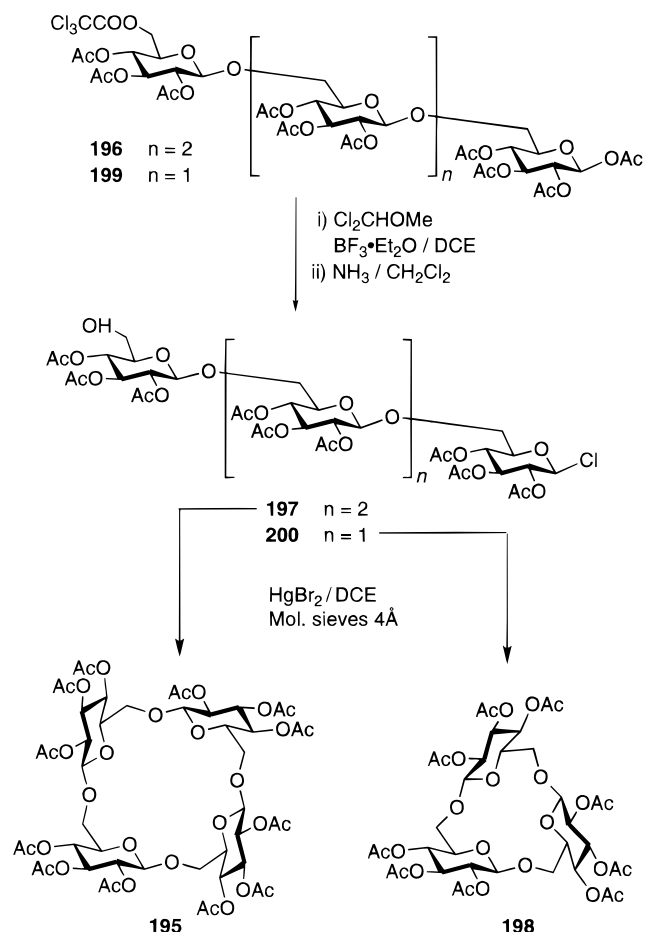 Cl₃CCOO
AcO O O
AcO AcO O O
AcO AcO O
AcO AcO O OAc
AcO AcO
n
196 n = 2
199 n = 1
i) Cl₂CHOMe
BF₃•Et₂O / DCE
ii) NH₃ / CH₂Cl₂
OH
AcO O O
AcO AcO O O
AcO AcO
AcO AcO O Cl
AcO AcO
n
197 n = 2
200 n = 1
HgBr₂ / DCE
Mol. sieves 4Å
AcO
AcO OAc
AcO O AcO OAc
AcO O O OAc
O O
O OAc
AcO O OAc
AcO AcO O OAc
AcO
195
AcO OAc
AcO O O
O OAc
O
AcO O OAc
AcO AcO O OAc
198